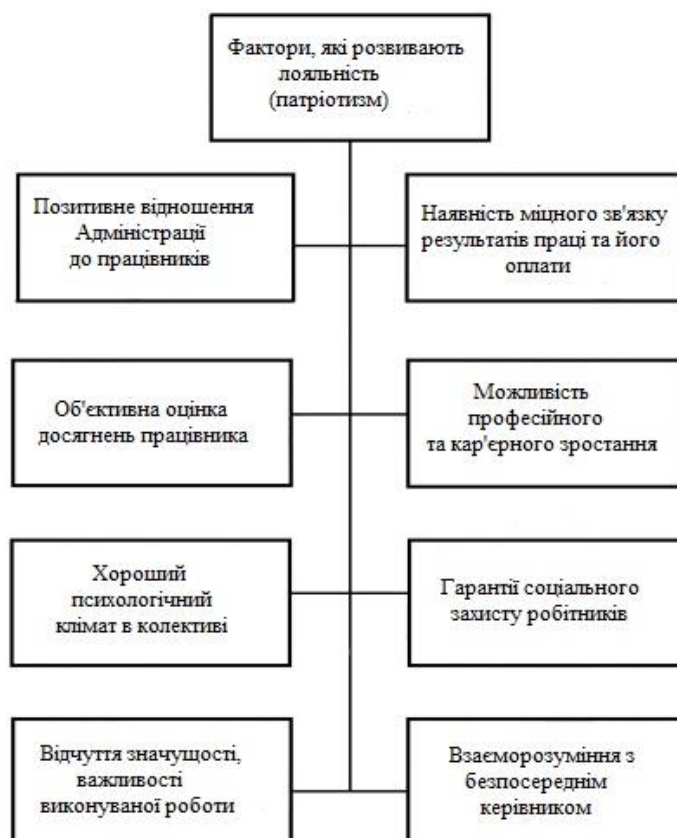 Фактори, які розвивають
лояльність
(патріотизм)
Позитивне відношення
Адміністрації
до працівників
Наявність міцного зв'язку
результатів праці та його
оплати
Об'єктивна оцінка
досягнень працівника
Можливість
професійного
та кар'єрного зростання
Хороший
психологічний
клімат в колективі
Гарантії соціального
захисту робітників
Відчуття значущості,
важливості
виконуваної роботи
Взаєморозуміння з
безпосереднім
керівником